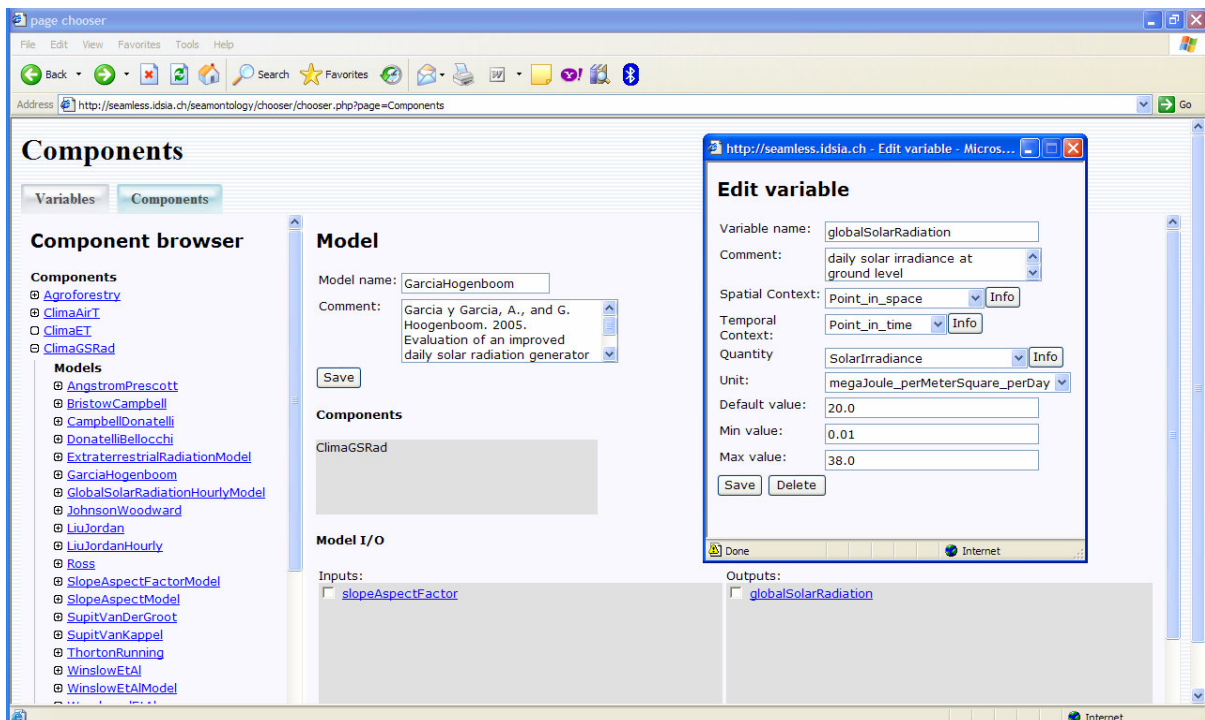 page chooser
File Edit View Favorites Tools Help
Back Search Favorites
Address http://seamless.idsia.ch/seamontology/chooser/chooser.php?page=Components Go
Components
Variables Components
Component browser
Components
Agroforestry
ClimaAirT
ClimaET
ClimaGSRad
Models
AngstromPrescott
BristowCampbell
CampbellDonatelli
DonatelliBellocchi
ExtraterrestrialRadiationModel
GarciaHogenboom
GlobalSolarRadiationHourlyModel
JohnsonWoodward
LiuJordan
LiuJordanHourly
Ross
SlopeAspectFactorModel
SlopeAspectModel
SupitVanDerGroot
SupitVanKappel
ThortonRunning
WinslowEtAl
WinslowEtAlModel
Model
Model name: GarciaHogenboom
Comment: Garcia y Garcia, A., and G.
Hoogenboom. 2005.
Evaluation of an improved
daily solar radiation generator
Save
Components
ClimaGSRad
Model I/O
Inputs:
slopeAspectFactor
Outputs:
globalSolarRadiation
http://seamless.idsia.ch - Edit variable - Micros...
Edit variable
Variable name: globalSolarRadiation
Comment: daily solar irradiance at
ground level
Spatial Context: Point_in_space Info
Temporal
Context: Point_in_time Info
Quantity SolarIrradiance Info
Unit: megaJoule_perMeterSquare_perDay
Default value: 20.0
Min value: 0.01
Max value: 38.0
Save Delete
Done Internet
Internet